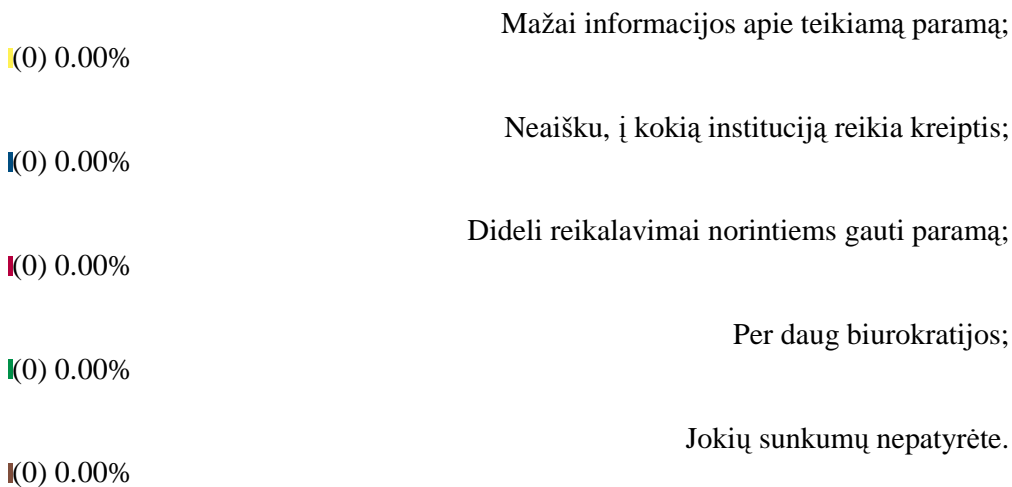 Mažai informacijos apie teikiamą paramą;
(0) 0.00%
Neaišku, į kokią instituciją reikia kreiptis;
(0) 0.00%
Dideli reikalavimai norintiems gauti paramą;
(0) 0.00%
Per daug biurokratijos;
(0) 0.00%
Jokių sunkumų nepatyrėte.
(0) 0.00%